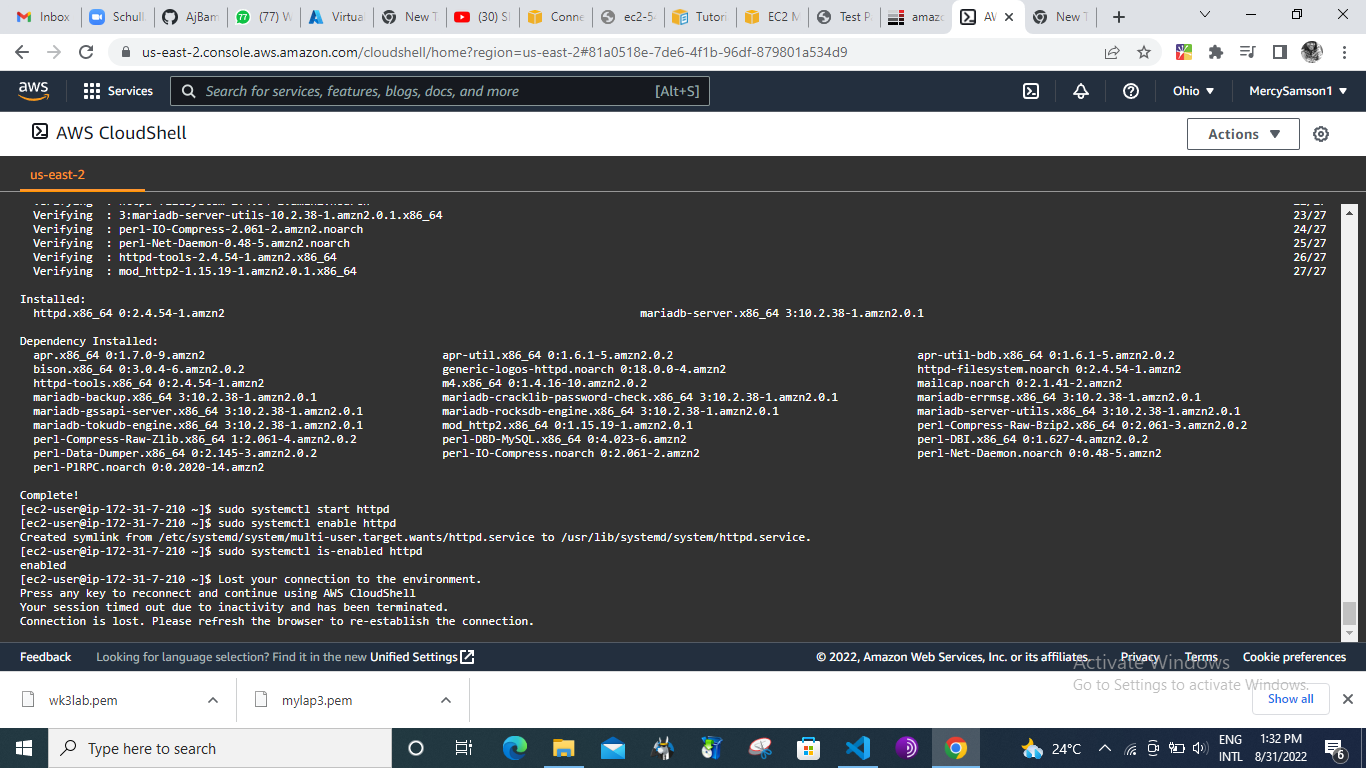 Inbox
Schull
AjBam
(77) W
Virtua
New T
(30) S
Conne
ec2-5
Tutori
EC2 M
Test P
amazo
AV
New T
us-east-2.console.aws.amazon.com/cloudshell/home?region=us-east-2#81a0518e-7de6-4f1b-96df-879801a534d9
aws
Services
Search for services, features, blogs, docs, and more
[Alt+S]
Ohio
MercySamson1
AWS CloudShell
Actions
us-east-2
Verifying : 3:mariadb-server-utils-10.2.38-1.amzn2.0.1.x86_64 23/27
Verifying : perl-IO-Compress-2.061-2.amzn2.noarch 24/27
Verifying : perl-Net-Daemon-0.48-5.amzn2.noarch 25/27
Verifying : httpd-tools-2.4.54-1.amzn2.x86_64 26/27
Verifying : mod_http2-1.15.19-1.amzn2.0.1.x86_64 27/27
Installed:
httpd.x86_64 0:2.4.54-1.amzn2 mariadb-server.x86_64 3:10.2.38-1.amzn2.0.1
Dependency Installed:
apr.x86_64 0:1.7.0-9.amzn2 apr-util.x86_64 0:1.6.1-5.amzn2.0.2 apr-util-bdb.x86_64 0:1.6.1-5.amzn2.0.2
bison.x86_64 0:3.0.4-6.amzn2.0.2 generic-logos-httpd.noarch 0:18.0.0-4.amzn2 httpd-filesystem.noarch 0:2.4.54-1.amzn2
httpd-tools.x86_64 0:2.4.54-1.amzn2 m4.x86_64 0:1.4.16-10.amzn2.0.2 mailcap.noarch 0:2.1.41-2.amzn2
mariadb-backup.x86_64 3:10.2.38-1.amzn2.0.1 mariadb-cracklib-password-check.x86_64 3:10.2.38-1.amzn2.0.1 mariadb-errmsg.x86_64 3:10.2.38-1.amzn2.0.1
mariadb-gssapi-server.x86_64 3:10.2.38-1.amzn2.0.1 mariadb-rocksdb-engine.x86_64 3:10.2.38-1.amzn2.0.1 mariadb-server-utils.x86_64 3:10.2.38-1.amzn2.0.1
mariadb-tokudb-engine.x86_64 3:10.2.38-1.amzn2.0.1 mod_http2.x86_64 0:1.15.19-1.amzn2.0.1 perl-Compress-Raw-Bzip2.x86_64 0:2.061-3.amzn2.0.2
perl-Compress-Raw-Zlib.x86_64 1:2.061-4.amzn2.0.2 perl-DBD-MySQL.x86_64 0:4.023-6.amzn2 perl-DBI.x86_64 0:1.627-4.amzn2.0.2
perl-Data-Dumper.x86_64 0:2.145-3.amzn2.0.2 perl-IO-Compress.noarch 0:2.061-2.amzn2 perl-Net-Daemon.noarch 0:0.48-5.amzn2
perl-PlRPC.noarch 0:0.2020-14.amzn2
Complete!
[ec2-user@ip-172-31-7-210 ~]$ sudo systemctl start httpd
[ec2-user@ip-172-31-7-210 ~]$ sudo systemctl enable httpd
Created symlink from /etc/systemd/system/multi-user.target.wants/httpd.service to /usr/lib/systemd/system/httpd.service.
[ec2-user@ip-172-31-7-210 ~]$ sudo systemctl is-enabled httpd
enabled
[ec2-user@ip-172-31-7-210 ~]$ Lost your connection to the environment.
Press any key to reconnect and continue using AWS CloudShell
Your session timed out due to inactivity and has been terminated.
Connection is lost. Please refresh the browser to re-establish the connection.
Feedback
Looking for language selection? Find it in the new Unified Settings
© 2022, Amazon Web Services, Inc. or its affiliates.
Privacy
Terms
Cookie preferences
Activate Windows
Go to Settings to activate Windows.
wk3lab.pem
mylap3.pem
Show all
Type here to search
24°C
ENG
INTL
1:32 PM
8/31/2022
6